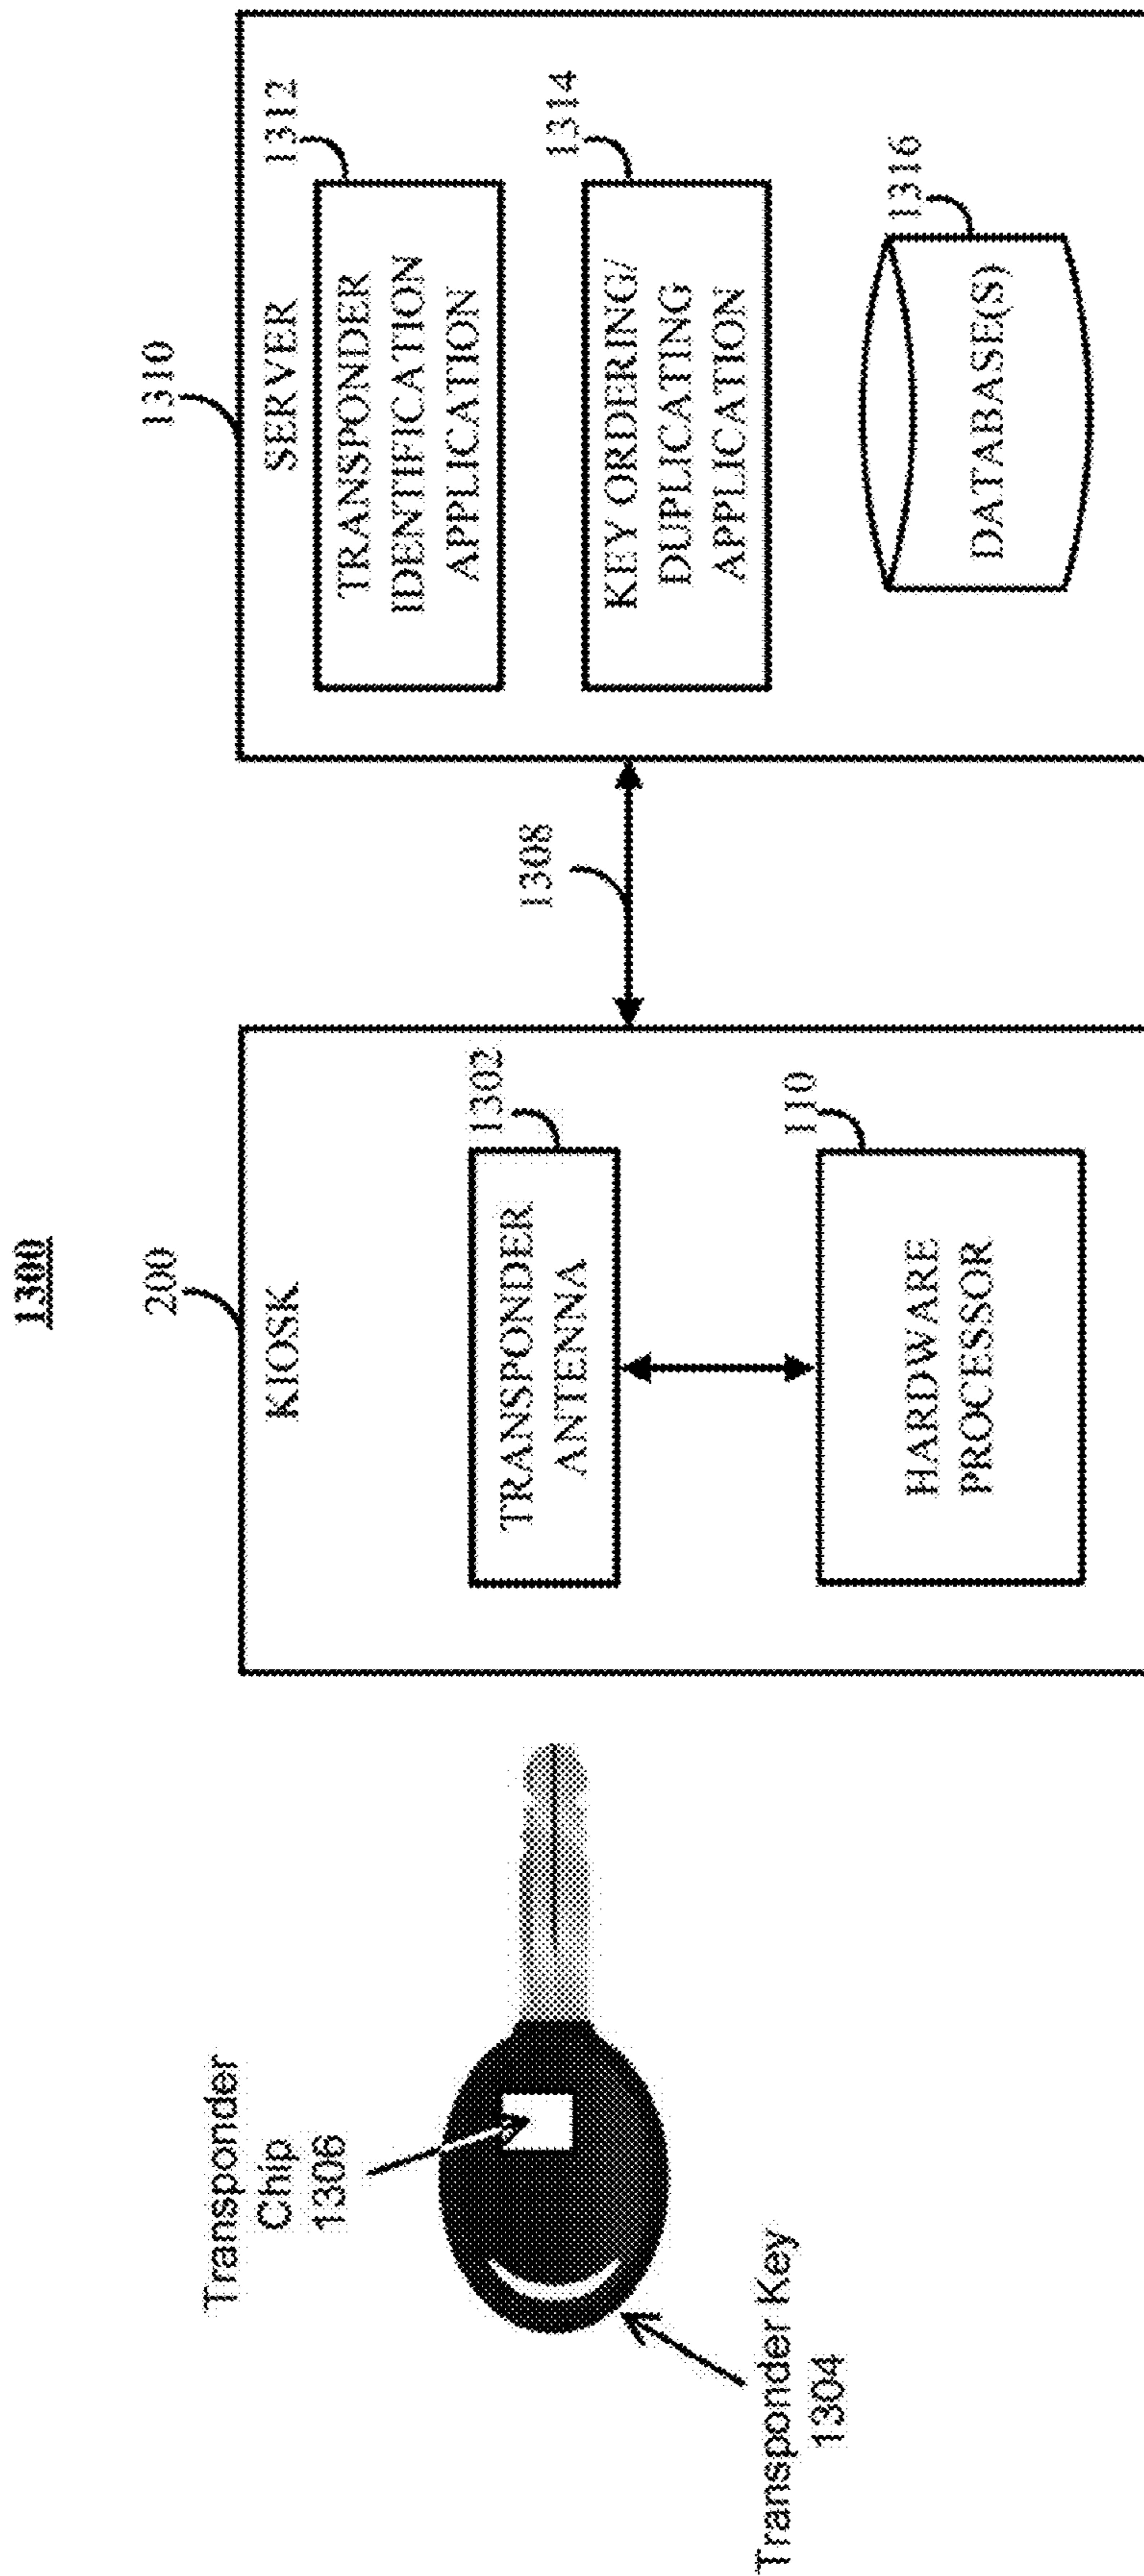 1300
Transponder
Chip
1306
Transponder Key
1304
200
KIOSK
1302
TRANSPONDER
ANTENNA
110
HARDWARE
PROCESSOR
1308
1310
SERVER
1312
TRANSPONDER
IDENTIFICATION
APPLICATION
1314
KEY ORDERING/
DUPLICATING
APPLICATION
1316
DATABASE(S)